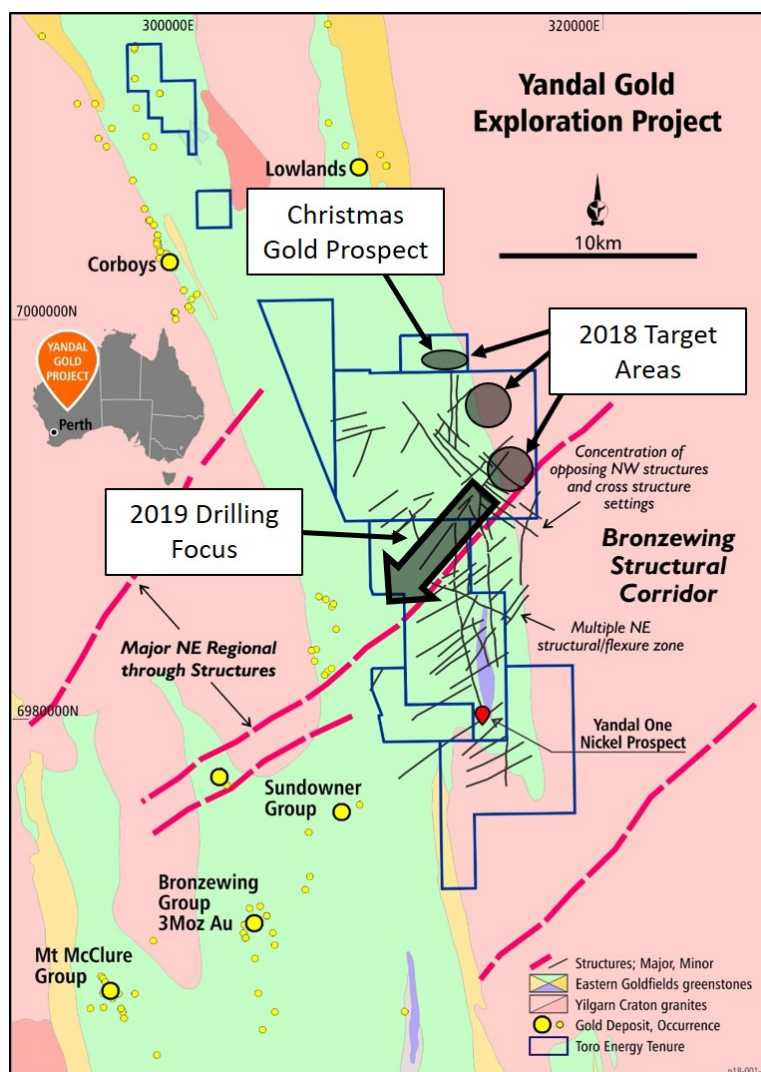 300000E
320000E
Yandal Gold
Exploration Project
Lowlands
10km
Christmas
Gold Prospect
Corboys
7000000N
2018 Target
Areas
YANDAL
GOLD
PROJECT
Perth
Concentration of
opposing NW structures
and cross structure
settings
2019 Drilling
Focus
Bronzewing
Structural
Corridor
Multiple NE
structural/flexure zone
Major NE Regional
through Structures
6980000N
Yandal One
Nickel Prospect
Sundowner
Group
Bronzewing
Group
3Moz Au
Mt McClure
Group
Structures; Major, Minor
Eastern Goldfields greenstones
Yilgarn Craton granites
Gold Deposit, Occurrence
Toro Energy Tenure